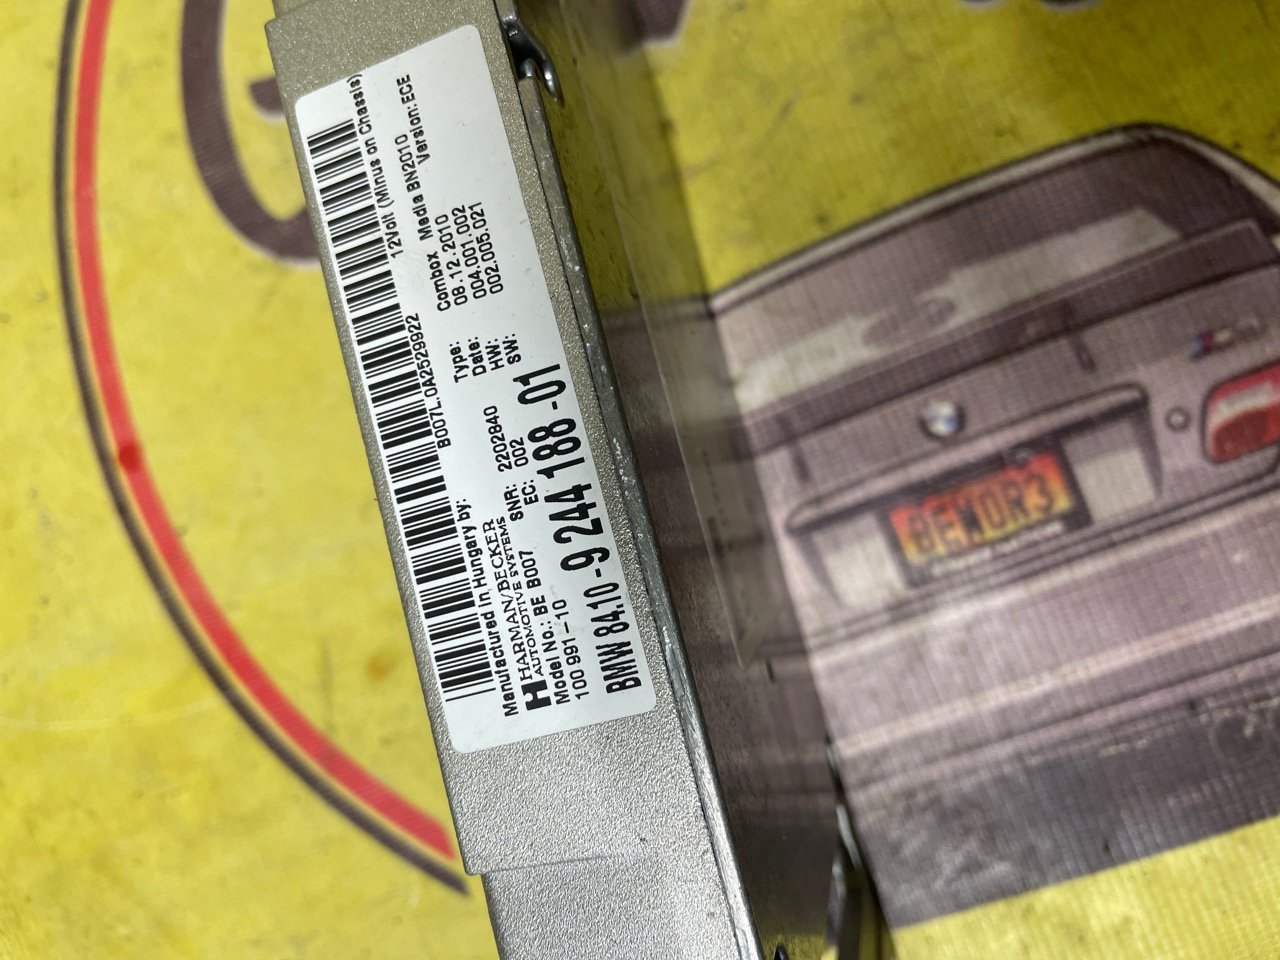 12Volt (Minus on Chassis)
B007L.0A2529922
Manufactured in Hungary by:
HARMAN/BECKER
AUTOMOTIVE SYSTEMS
Model No.: BE B007
100 991-10
SNR: 2202840
EC: 002
Type: Combox Media BN2010
Version:ECE
Date: 08.12.2010
HW: 004.001.002
SW: 002.005.021
BMW 84.10-9 244 188-01
BEMOR3